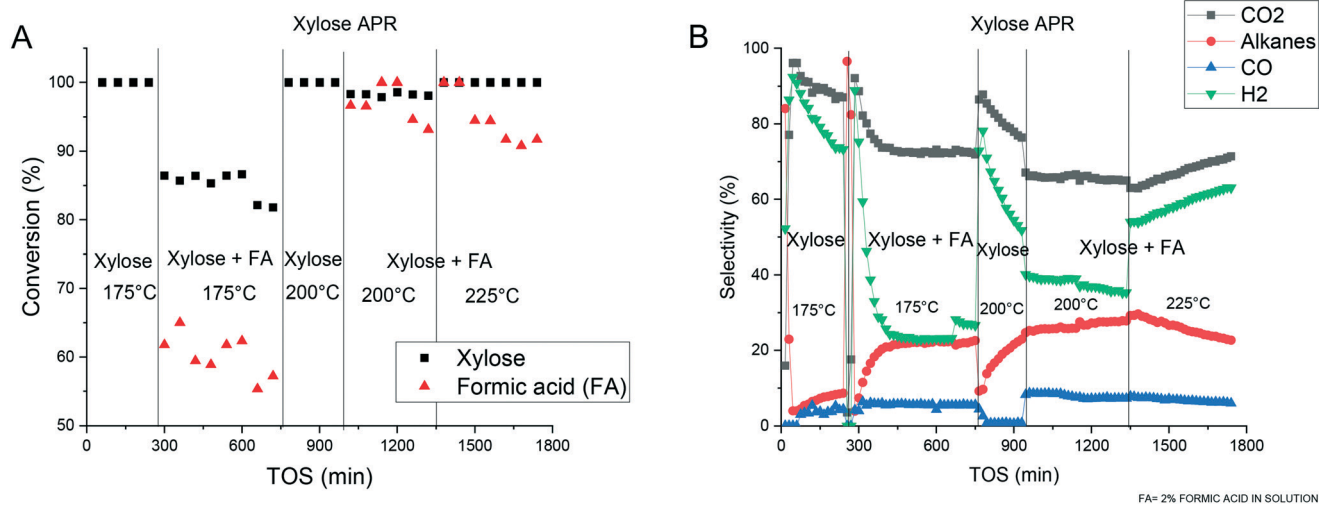 A
Xylose APR
Conversion (%)
100
90
80
70
65
60
50
Xylose
175°C
Xylose + FA
175°C
Xylose
200°C
Xylose + FA
200°C
225°C
Xylose
Formic acid (FA)
0
300
600
900
1200
1500
1800
TOS (min)
B
Xylose APR
CO2
Alkanes
CO
H2
Selectivity (%)
100
80
60
40
20
0
Xylose
175°C
Xylose + FA
175°C
Xylose
200°C
Xylose + FA
200°C
225°C
0
300
600
900
1200
1500
1800
TOS (min)
FA= 2% FORMIC ACID IN SOLUTION